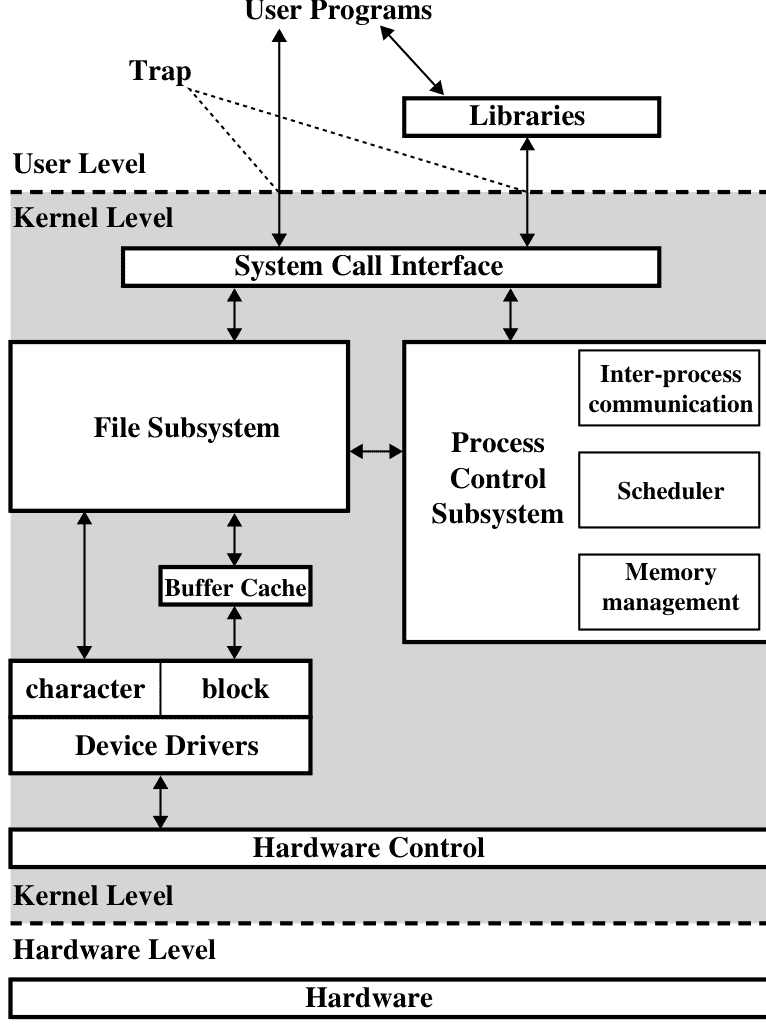 User Programs
Trap
Libraries
User Level
Kernel Level
System Call Interface
File Subsystem
Process
Control
Subsystem
Inter-process
communication
Scheduler
Memory
management
Buffer Cache
character
block
Device Drivers
Hardware Control
Kernel Level
Hardware Level
Hardware